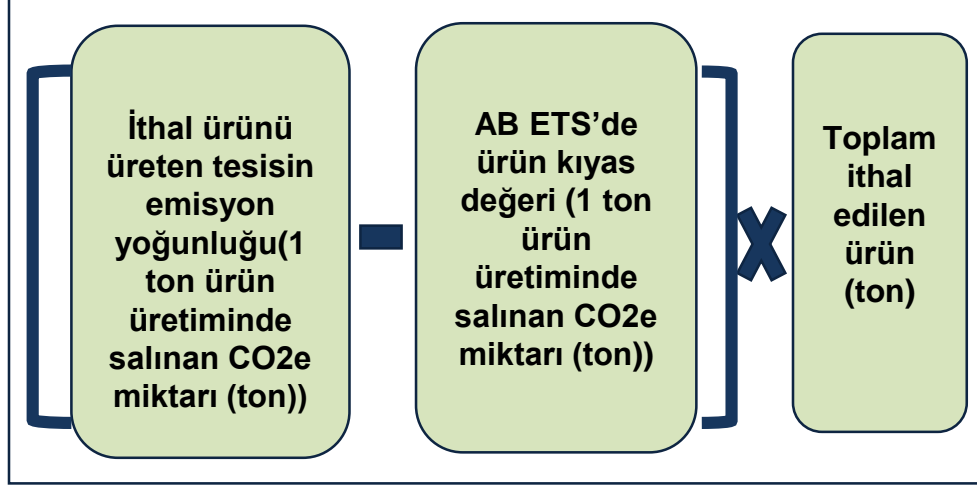 İthal ürünü
üreten tesisin
emisyon
yoğunluğu(1
ton ürün
üretiminde
salınan CO2e
miktarı (ton))
AB ETS’de
ürün kıyas
değeri (1 ton
ürün
üretiminde
salınan CO2e
miktarı (ton))
Toplam
ithal
edilen
ürün
(ton)